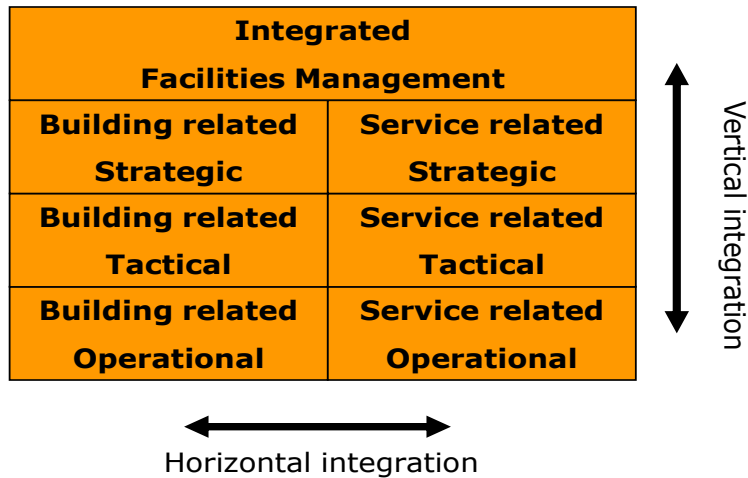 Integrated
Facilities Management
Building related
Strategic
Service related
Strategic
Building related
Tactical
Service related
Tactical
Building related
Operational
Service related
Operational
Vertical integration
Horizontal integration